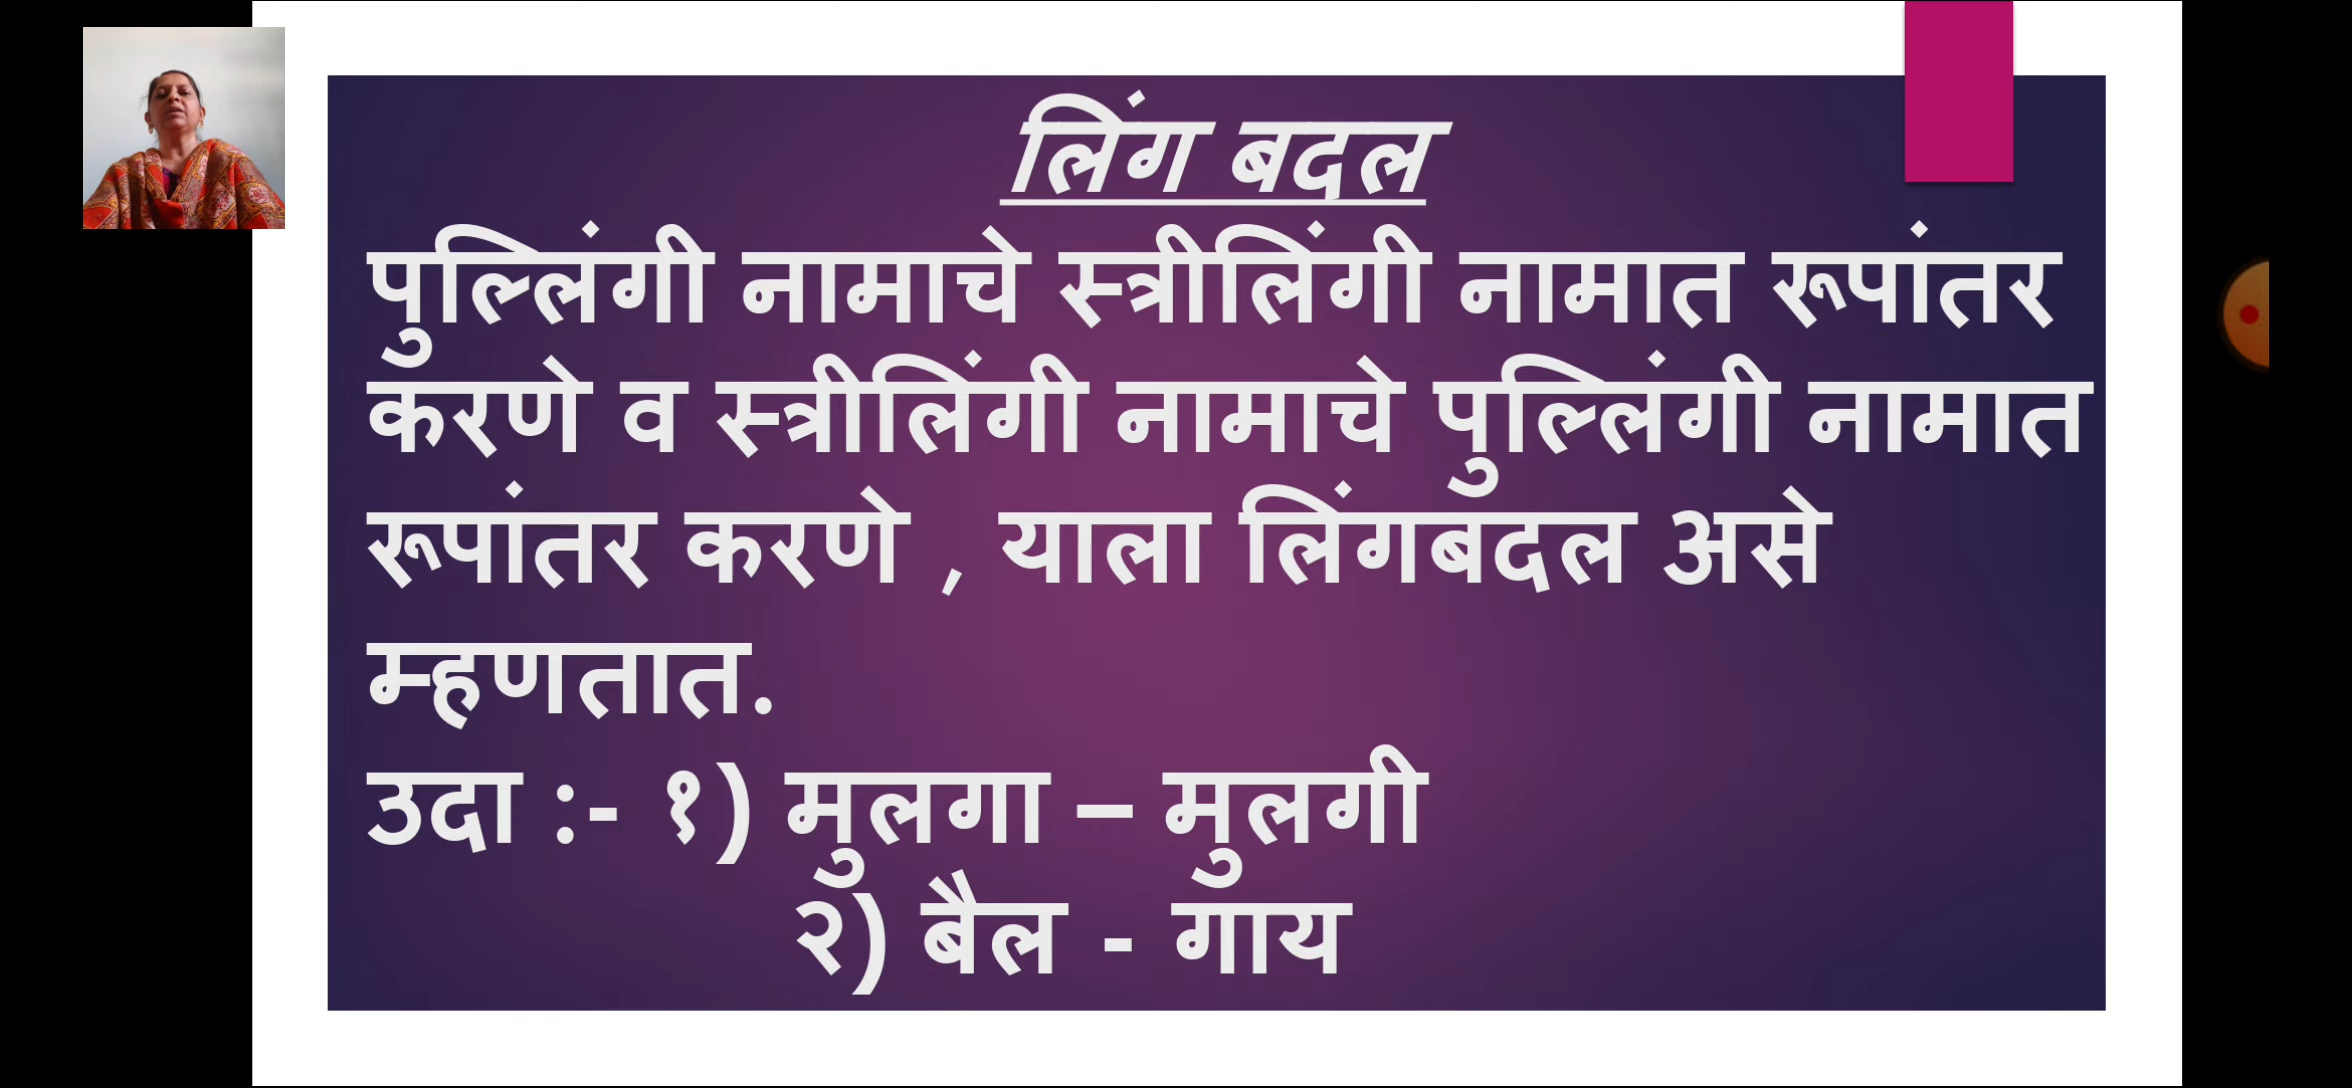 लिंग बदल
पुल्लिंगी नामाचे स्त्रीलिंगी नामात रूपांतर
करणे व स्त्रीलिंगी नामाचे पुल्लिंगी नामात
रूपांतर करणे , याला लिंगबदल असे
म्हणतात.
उदा :- १) मुलगा – मुलगी
२) बैल - गाय